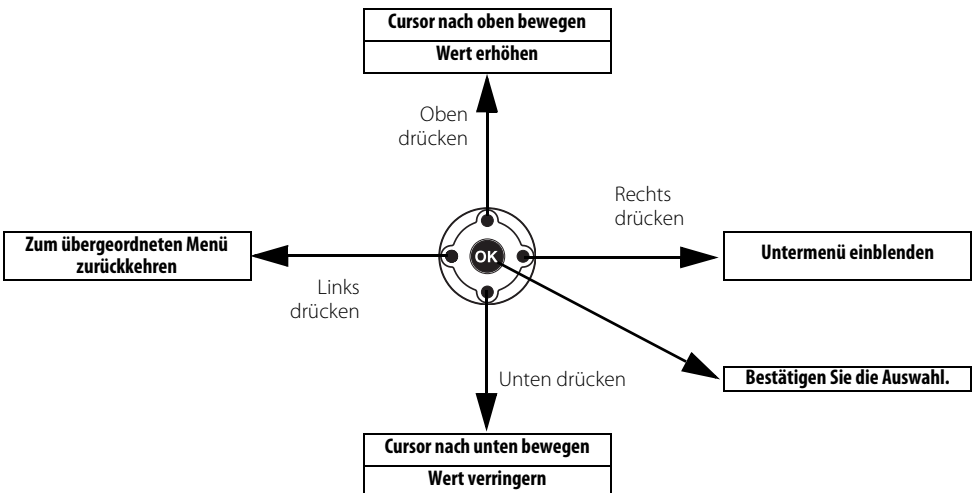 Cursor nach oben bewegen
Wert erhöhen
Oben
drücken
Rechts
drücken
Zum übergeordneten Menü
zurückkehren
OK
Untermenü einblenden
Links
drücken
Unten drücken
Bestätigen Sie die Auswahl.
Cursor nach unten bewegen
Wert verringern